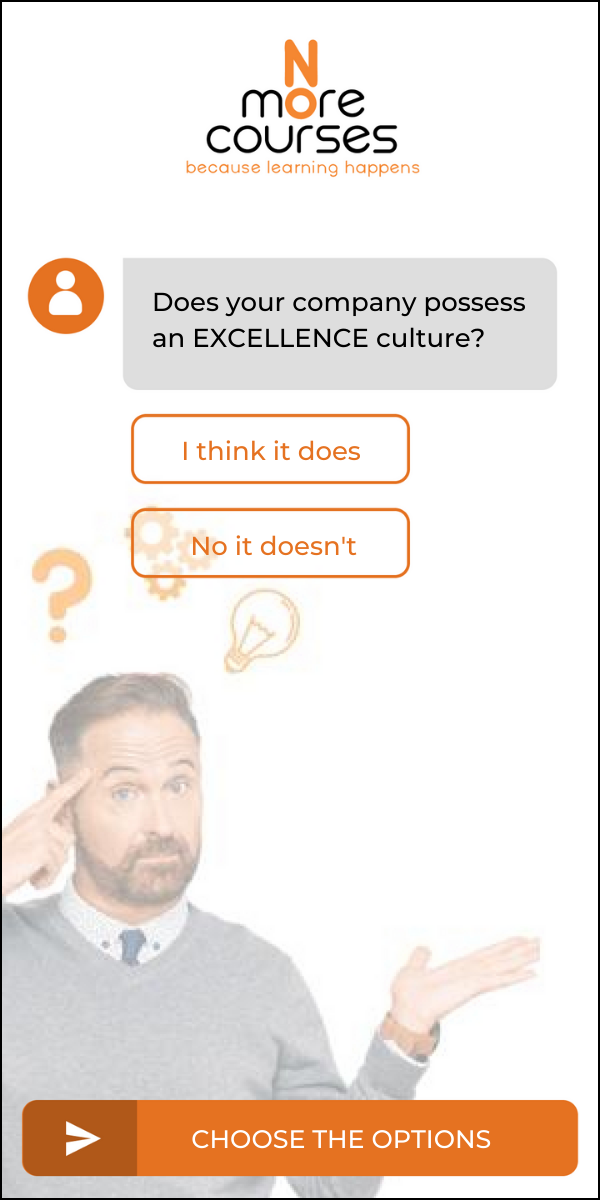 No
more
courses
because learning happens
Does your company possess
an EXCELLENCE culture?
I think it does
No it doesn't
?
CHOOSE THE OPTIONS